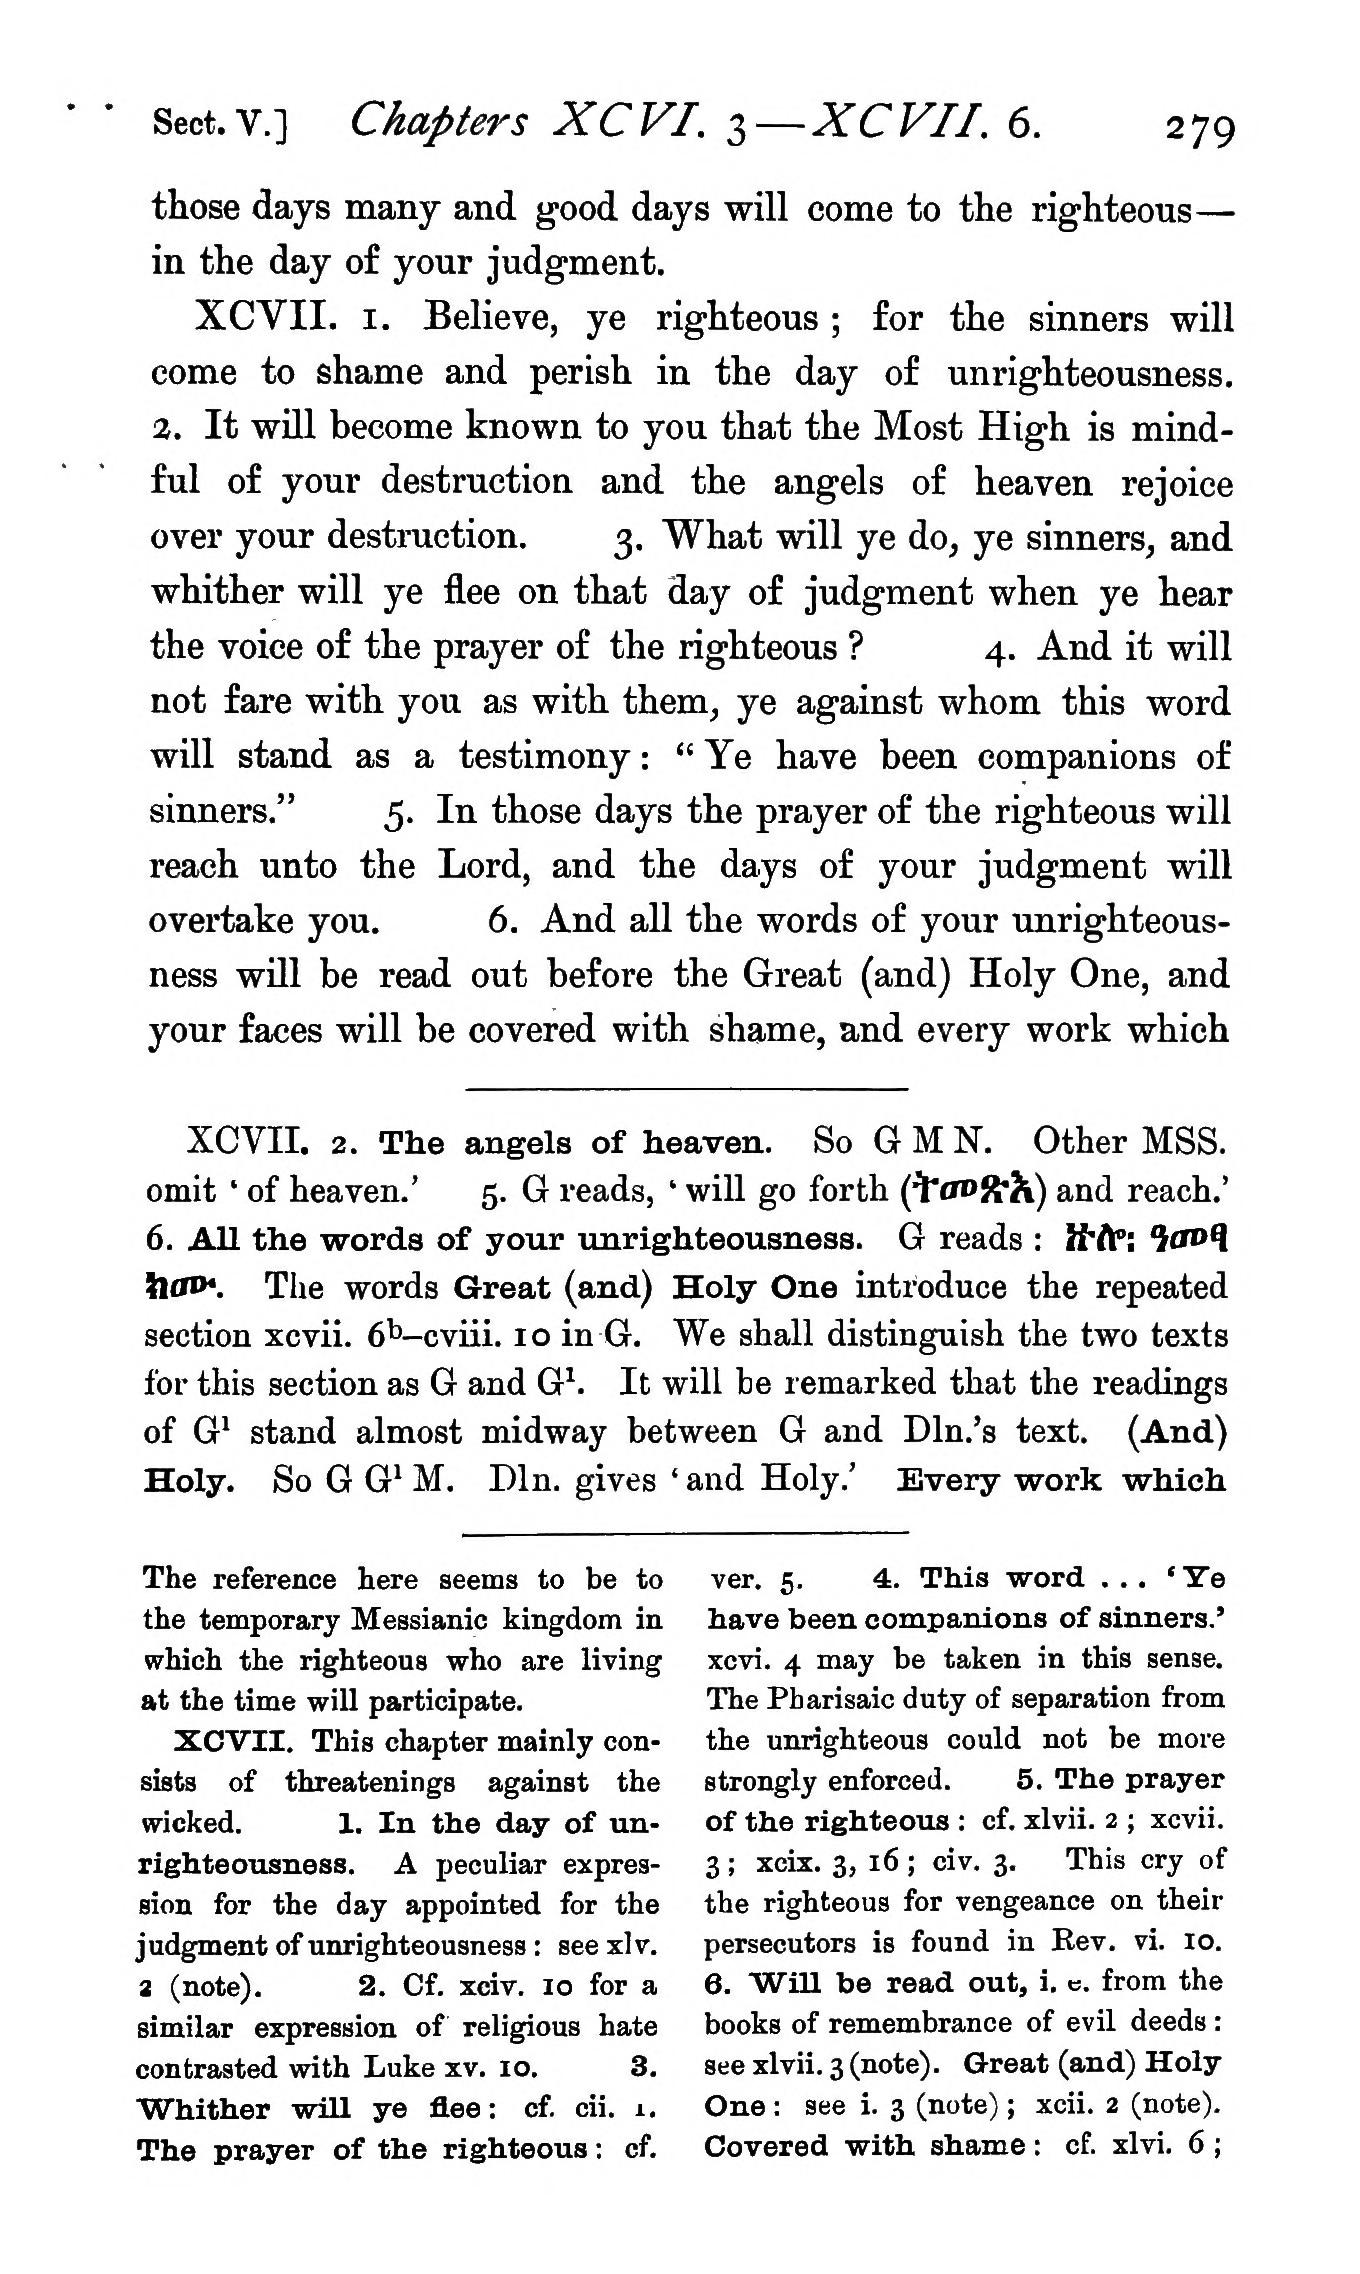 Sect. V.] Chapters XCVI. 3—XCVII. 6. 279
those days many and good days will come to the righteous—
in the day of your judgment.
XCVII. 1. Believe, ye righteous; for the sinners will
come to shame and perish in the day of unrighteousness.
2. It will become known to you that the Most High is mind-
ful of your destruction and the angels of heaven rejoice
over your destruction. 3. What will ye do, ye sinners, and
whither will ye flee on that day of judgment when ye hear
the voice of the prayer of the righteous? 4. And it will
not fare with you as with them, ye against whom this word
will stand as a testimony: “Ye have been companions of
sinners.” 5. In those days the prayer of the righteous will
reach unto the Lord, and the days of your judgment will
overtake you. 6. And all the words of your unrighteous-
ness will be read out before the Great (and) Holy One, and
your faces will be covered with shame, and every work which
XCVII. 2. The angels of heaven. So G M N. Other MSS.
omit ‘of heaven.’ 5. G reads, ‘will go forth (ትመጽእ) and reach.’
6. All the words of your unrighteousness. G reads: ኵሎ፡ ዓመፃ
ክሙ. The words Great (and) Holy One introduce the repeated
section xcvii. 6b–cviii. 10 in G. We shall distinguish the two texts
for this section as G and G¹. It will be remarked that the readings
of G¹ stand almost midway between G and Dln.’s text. (And)
Holy. So G G¹ M. Dln. gives ‘and Holy.’ Every work which
The reference here seems to be to
the temporary Messianic kingdom in
which the righteous who are living
at the time will participate.
XCVII. This chapter mainly con-
sists of threatenings against the
wicked. 1. In the day of un-
righteousness. A peculiar expres-
sion for the day appointed for the
judgment of unrighteousness: see xlv.
2 (note). 2. Cf. xciv. 10 for a
similar expression of religious hate
contrasted with Luke xv. 10. 3.
Whither will ye flee: cf. cii. 1.
The prayer of the righteous: cf.
ver. 5. 4. This word ... ‘Ye
have been companions of sinners.’
xcvi. 4 may be taken in this sense.
The Pharisaic duty of separation from
the unrighteous could not be more
strongly enforced. 5. The prayer
of the righteous: cf. xlvii. 2; xcvii.
3; xcix. 3, 16; civ. 3. This cry of
the righteous for vengeance on their
persecutors is found in Rev. vi. 10.
6. Will be read out, i. e. from the
books of remembrance of evil deeds:
see xlvii. 3 (note). Great (and) Holy
One: see i. 3 (note); xcii. 2 (note).
Covered with shame: cf. xlvi. 6;